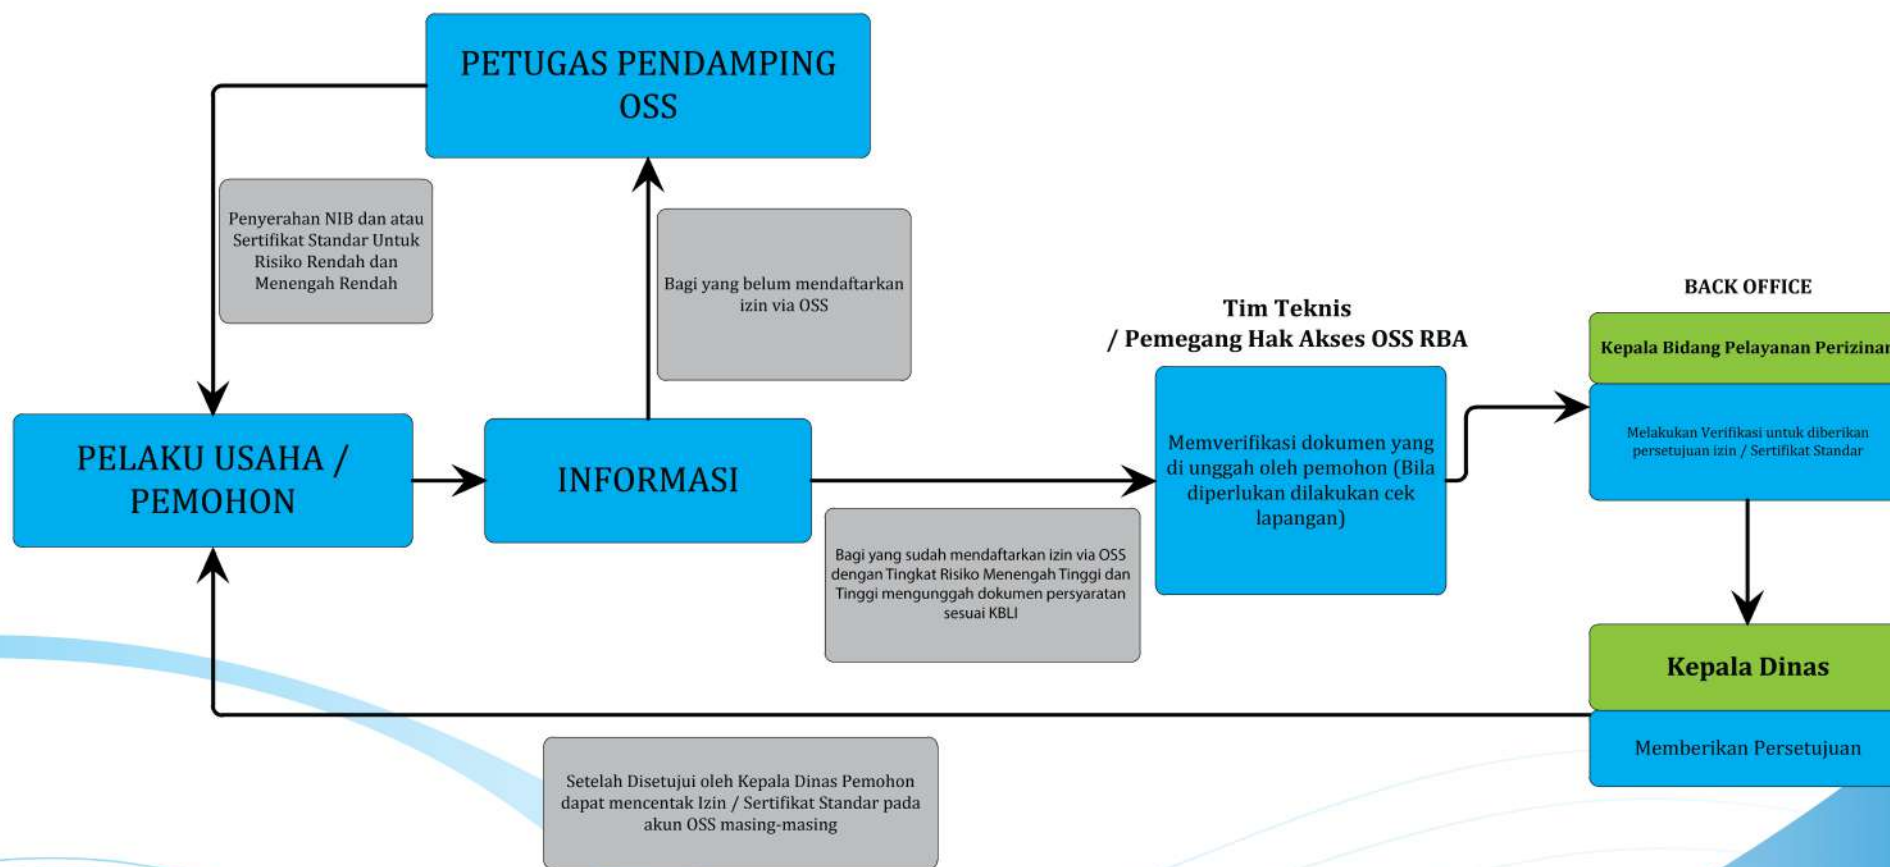 PETUGAS PENDAMPING
OSS
Penyerahan NIB dan atau
Sertifikat Standar Untuk
Risiko Rendah dan
Menengah Rendah
Bagi yang belum mendaftarkan
izin via OSS
PELAKU USAHA /
PEMOHON
INFORMASI
Bagi yang sudah mendaftarkan izin via OSS
dengan Tingkat Risiko Menengah Tinggi dan
Tinggi mengunggah dokumen persyaratan
sesuai KBLI
Tim Teknis
/ Pemegang Hak Akses OSS RBA
Memverifikasi dokumen yang
di unggah oleh pemohon (Bila
diperlukan dilakukan cek
lapangan)
BACK OFFICE
Kepala Bidang Pelayanan Perizinan
Melakukan Verifikasi untuk diberikan
persetujuan izin / Sertifikat Standar
Kepala Dinas
Memberikan Persetujuan
Setelah Disetujui oleh Kepala Dinas Pemohon
dapat mencentak Izin / Sertifikat Standar pada
akun OSS masing-masing